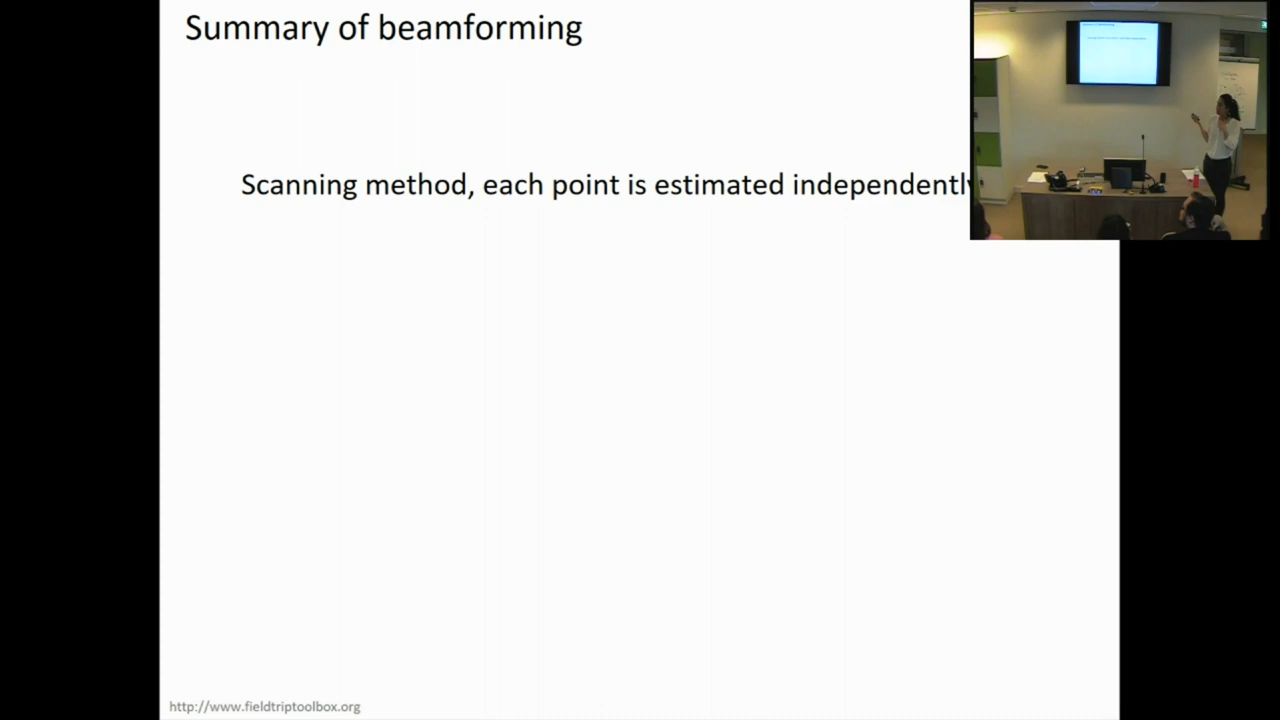 Summary of beamforming
Scanning method, each point is estimated independently
http://www.fieldtriptoolbox.org